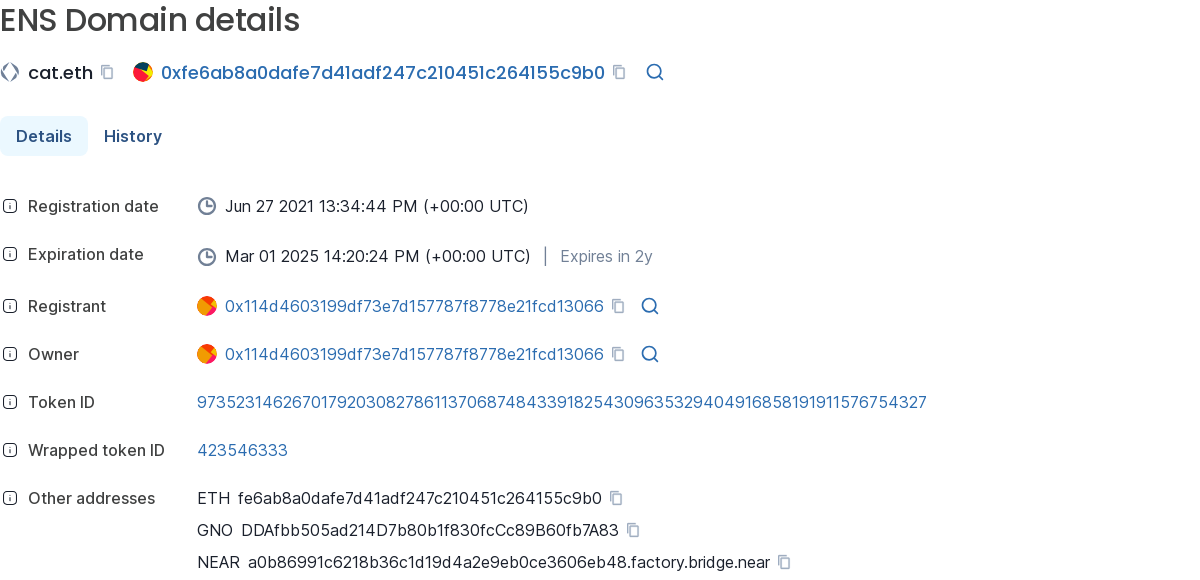 ENS Domain details
cat.eth 0xfe6ab8a0dafe7d41adf247c210451c264155c9b0
Details History
Registration date Jun 27 2021 13:34:44 PM (+00:00 UTC)
Expiration date Mar 01 2025 14:20:24 PM (+00:00 UTC) | Expires in 2y
Registrant 0x114d4603199df73e7d157787f8778e21fcd13066
Owner 0x114d4603199df73e7d157787f8778e21fcd13066
Token ID 97352314626701792030827861137068748433918254309635329404916858191911576754327
Wrapped token ID 423546333
Other addresses ETH fe6ab8a0dafe7d41adf247c210451c264155c9b0
GNO DDAfbb505ad214D7b80b1f830fcCc89B60fb7A83
NEAR a0b86991c6218b36c1d19d4a2e9eb0ce3606eb48.factory.bridge.near